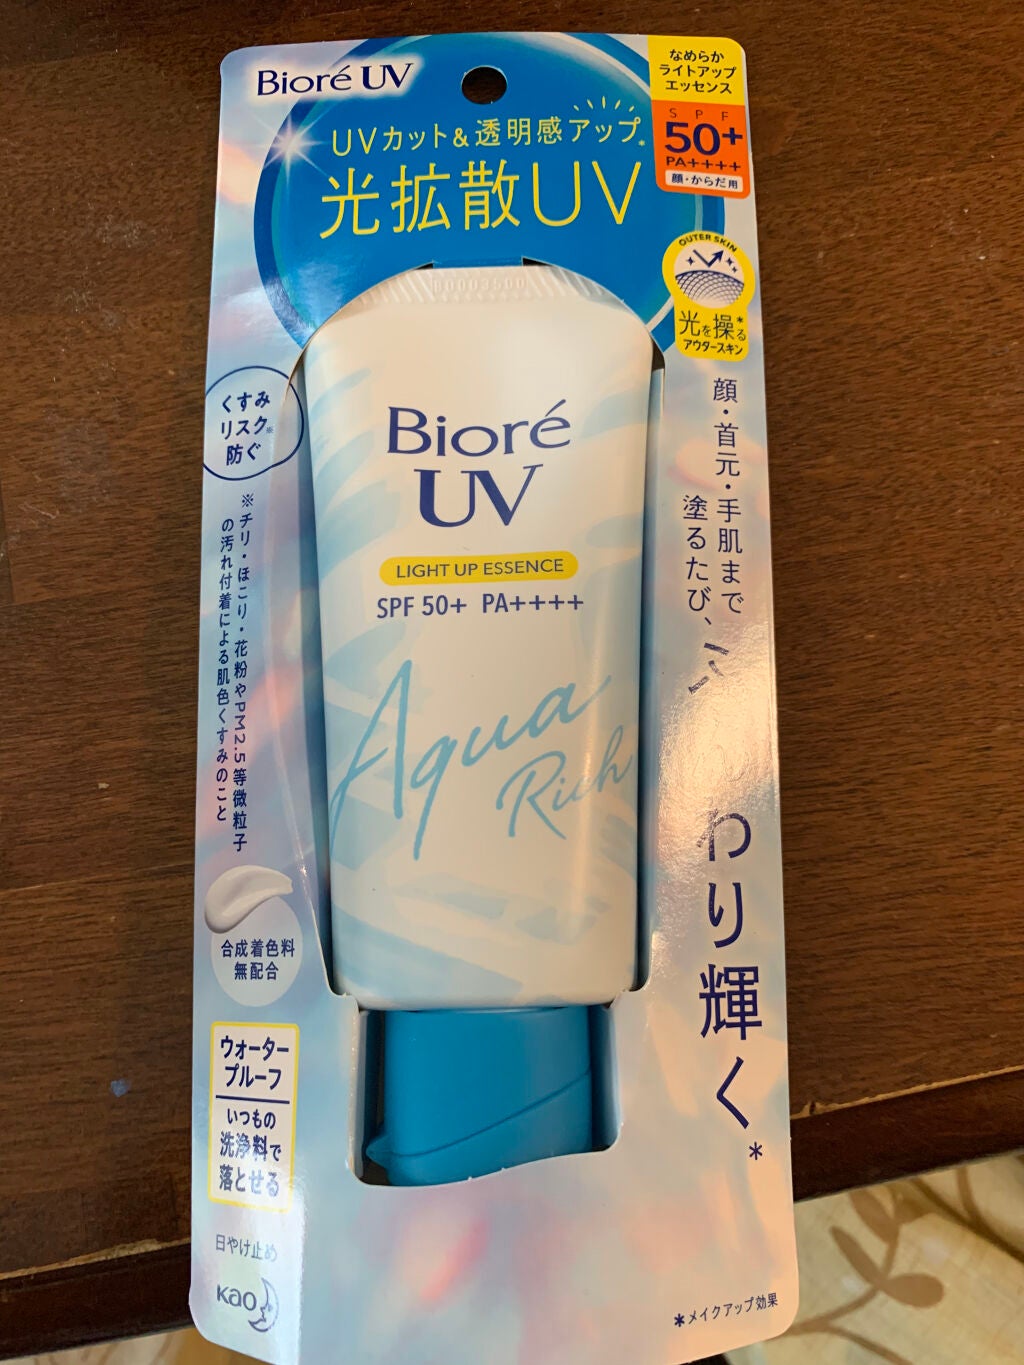 Bioré UV
なめらか
ライトアップ
エッセンス
SPF
50+
PA++++
顔・からだ用
UVカット&透明感アップ*
光拡散UV
OUTER SKIN
光を操る*
アウタースキン
B0003500
くすみ
リスク※
防ぐ
※チリ・ほこり・花粉やPM2.5等微粒子
の汚れ付着による肌色くすみのこと
顔・首元・手肌まで
塗るたび、
わり輝く*
Bioré
UV
LIGHT UP ESSENCE
SPF 50+ PA++++
Aqua
Rich
合成着色料
無配合
ウォーター
プルーフ
いつもの
洗浄料で
落とせる
日やけ止め
Kao
*メイクアップ効果